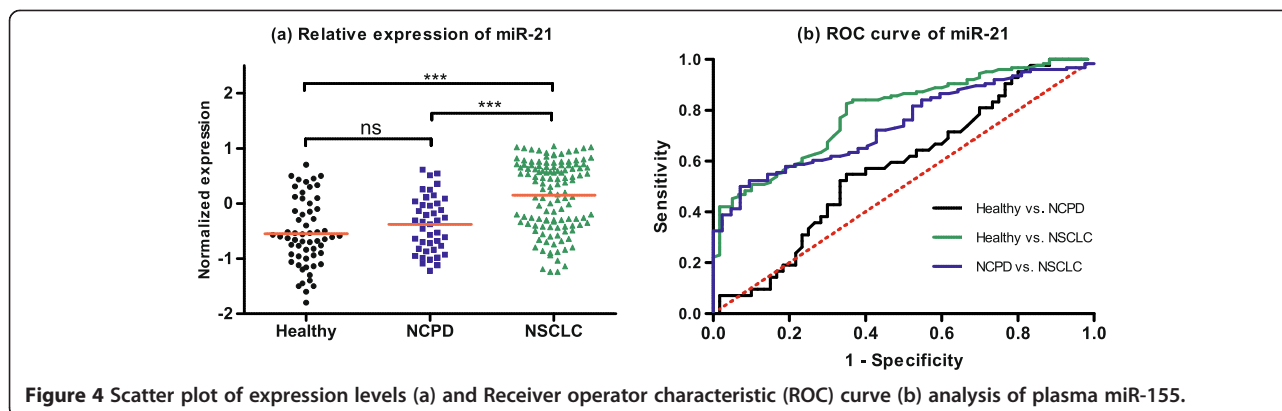 (a) Relative expression of miR-21
Normalized expression
2
1
0
-1
-2
***
***
ns
Healthy
NCPD
NSCLC
(b) ROC curve of miR-21
Sensitivity
1.0
0.8
0.6
0.4
0.2
0.0
Healthy vs. NCPD
Healthy vs. NSCLC
NCPD vs. NSCLC
0.0
0.2
0.4
0.6
0.8
1.0
1 - Specificity
Figure 4 Scatter plot of expression levels (a) and Receiver operator characteristic (ROC) curve (b) analysis of plasma miR-155.